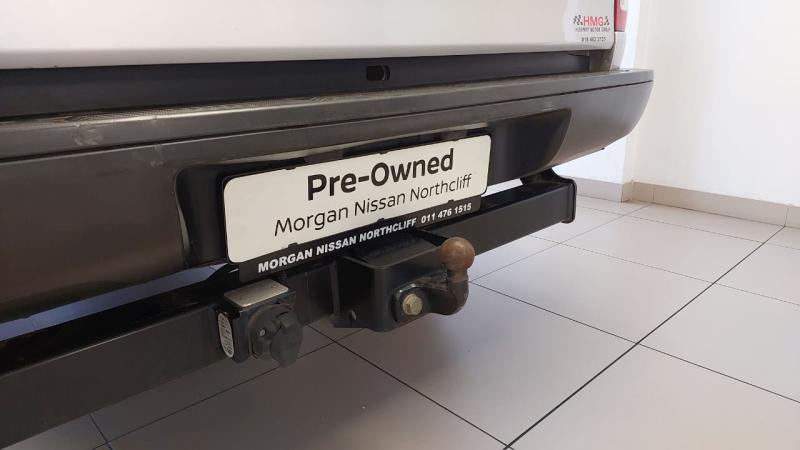 HMG
Pre-Owned
Morgan Nissan Northcliff
MORGAN NISSAN NORTHCLIFF 011 476 1515